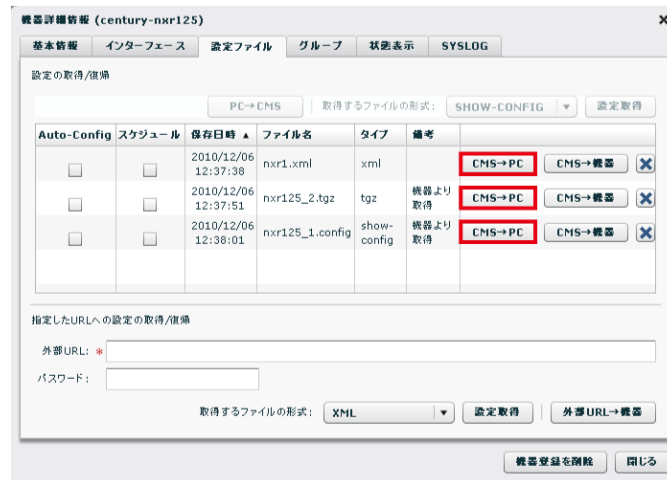 機器詳細情報 (century-nxr125)
基本情報 インターフェース 設定ファイル グループ 状態表示 SYSLOG
設定の取得/復帰
PC→CMS 取得するファイルの形式: SHOW-CONFIG 設定取得
Auto-Config スケジュール 保存日時 ▲ ファイル名 タイプ 備考
2010/12/06 12:37:38 nxr1.xml xml CMS→PC CMS→機器
2010/12/06 12:37:51 nxr125_2.tgz tgz 機器より取得 CMS→PC CMS→機器
2010/12/06 12:38:01 nxr125_1.config show-config 機器より取得 CMS→PC CMS→機器
指定したURLへの設定の取得/復帰
外部URL: *
パスワード:
取得するファイルの形式: XML 設定取得 外部URL→機器
機器登録を削除 閉じる